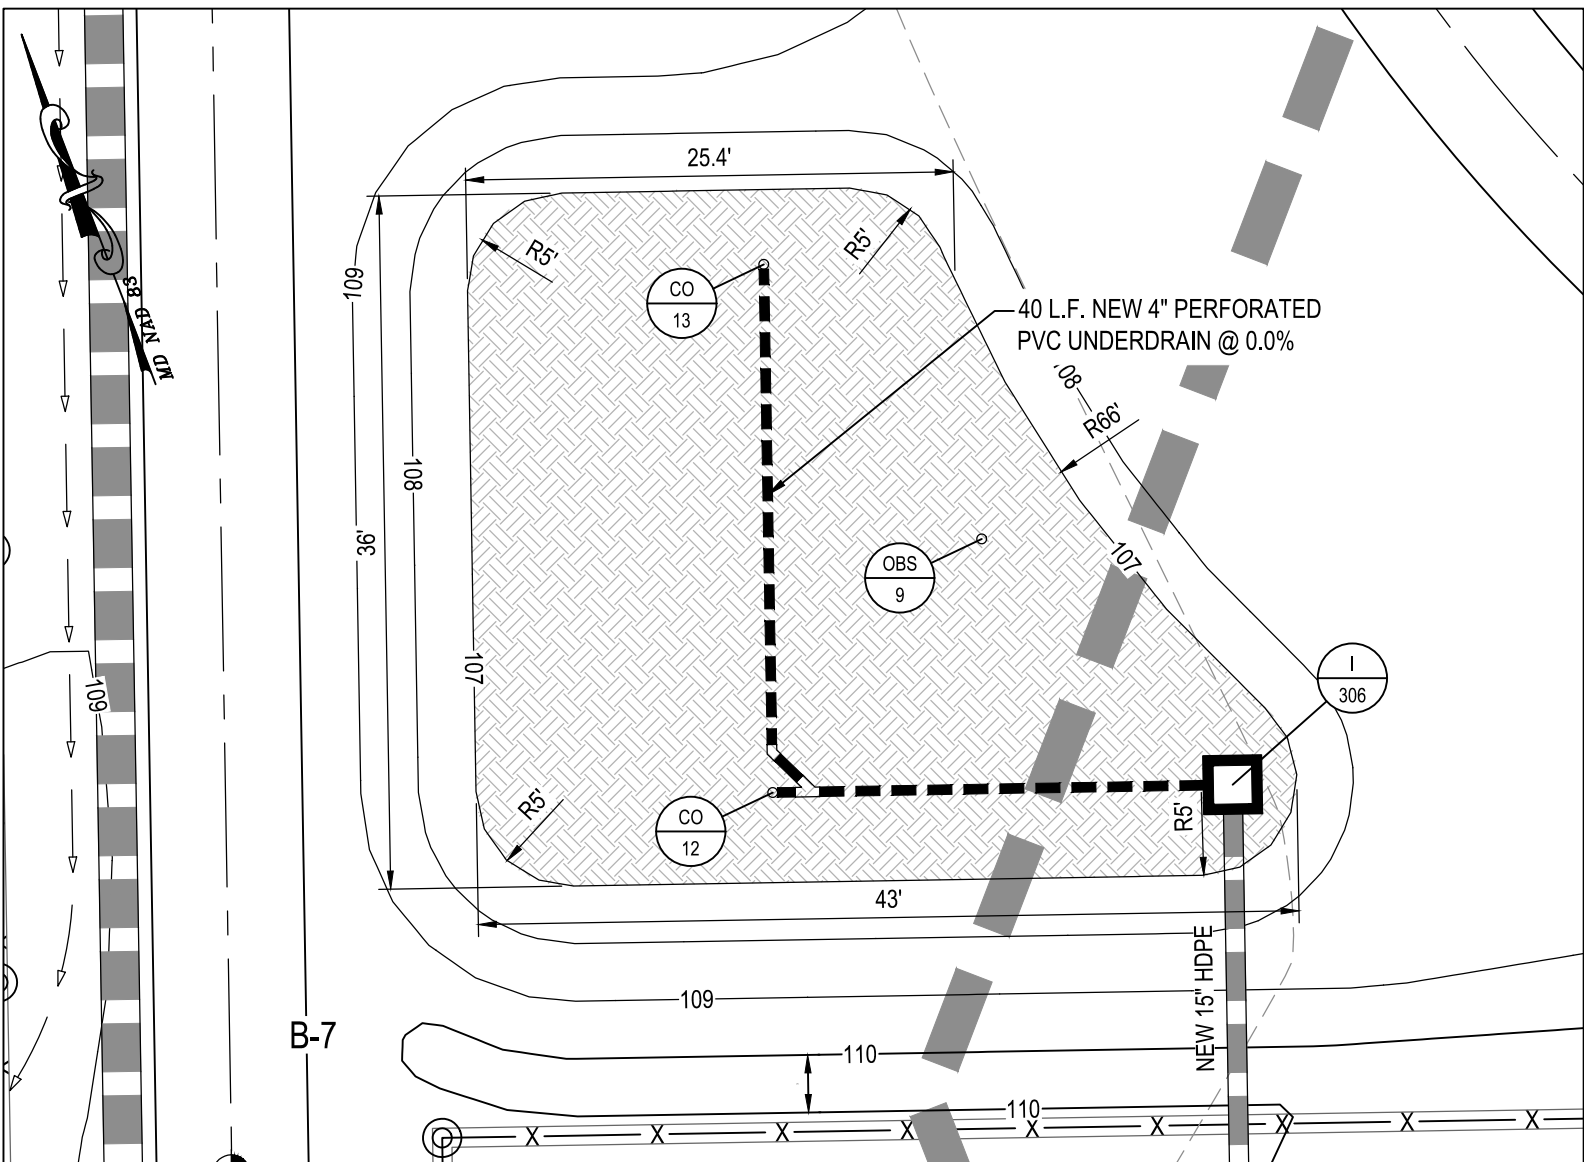 25.4'
R5'
R5'
MD NAD 83
109
CO
13
40 L.F. NEW 4" PERFORATED
PVC UNDERDRAIN @ 0.0%
08
R66'
108
36'
107
OBS
9
107
109
I
306
R5'
CO
12
R5'
43'
NEW 15" HDPE
109
B-7
110
110
X X X X X X X X X